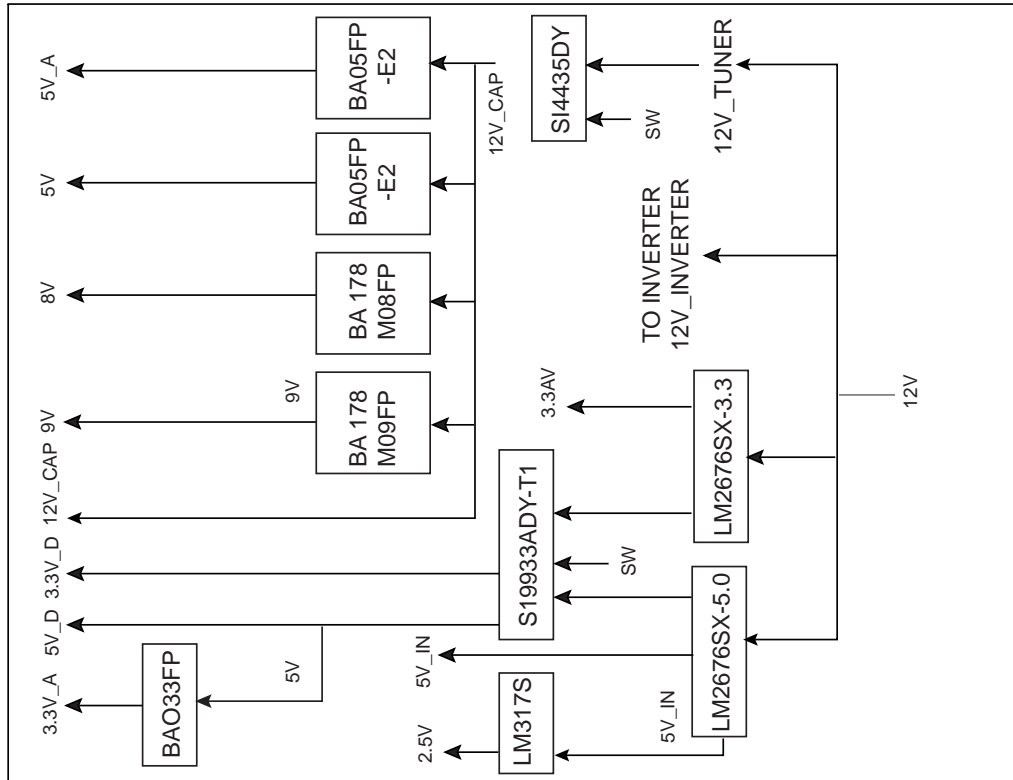 3.3V_A
5V_D
3.3V_D
12V_CAP
9V
8V
5V
5V_A
BAO33FP
5V
9V
BA 178
M09FP
BA 178
M08FP
BA05FP
-E2
BA05FP
-E2
2.5V
5V_IN
12V_CAP
LM317S
S19933ADY-T1
3.3AV
SI4435DY
SW
SW
5V_IN
TO INVERTER
12V_INVERTER
12V_TUNER
LM2676SX-5.0
LM2676SX-3.3
12V